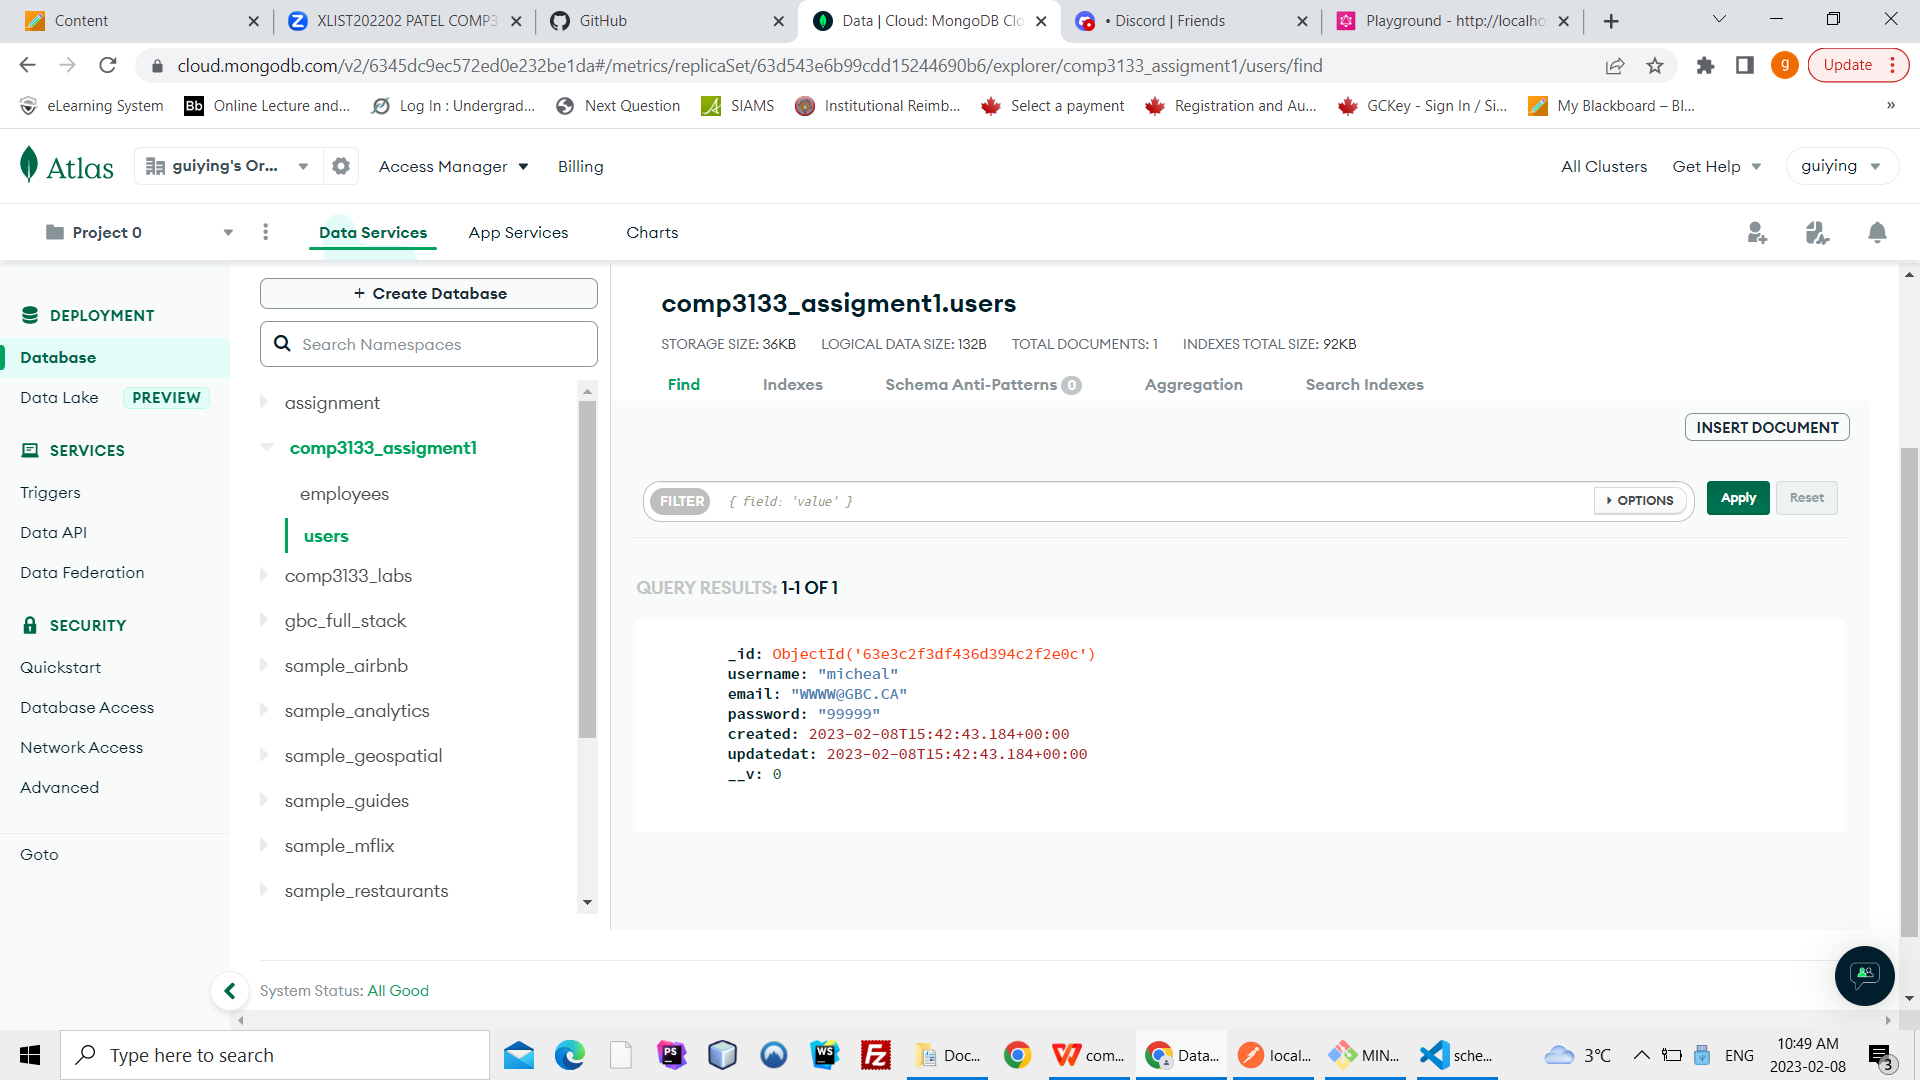 Content
XLIST202202 PATEL COMP3
GitHub
Data | Cloud: MongoDB Clo
• Discord | Friends
Playground - http://localho
cloud.mongodb.com/v2/6345dc9ec572ed0e232be1da#/metrics/replicaSet/63d543e6b99cdd15244690b6/explorer/comp3133_assigment1/users/find
g
Update
eLearning System
Bb
Online Lecture and...
Log In : Undergrad...
Next Question
SIAMS
Institutional Reimb...
Select a payment
Registration and Au...
GCKey - Sign In / Si...
My Blackboard – Bl...
»
Atlas
guiying's Or...
Access Manager
Billing
All Clusters
Get Help
guiying
Project 0
Data Services
App Services
Charts
DEPLOYMENT
Database
Data Lake
PREVIEW
SERVICES
Triggers
Data API
Data Federation
SECURITY
Quickstart
Database Access
Network Access
Advanced
Goto
+ Create Database
Search Namespaces
assignment
comp3133_assigment1
employees
users
comp3133_labs
gbc_full_stack
sample_airbnb
sample_analytics
sample_geospatial
sample_guides
sample_mflix
sample_restaurants
comp3133_assigment1.users
STORAGE SIZE: 36KB
LOGICAL DATA SIZE: 132B
TOTAL DOCUMENTS: 1
INDEXES TOTAL SIZE: 92KB
Find
Indexes
Schema Anti-Patterns 0
Aggregation
Search Indexes
INSERT DOCUMENT
FILTER
{ field: 'value' }
OPTIONS
Apply
Reset
QUERY RESULTS: 1-1 OF 1
_id: ObjectId('63e3c2f3df436d394c2f2e0c')
username: "micheal"
email: "WWWW@GBC.CA"
password: "99999"
created: 2023-02-08T15:42:43.184+00:00
updatedat: 2023-02-08T15:42:43.184+00:00
__v: 0
System Status: All Good
Type here to search
PS
WS
FZ
Doc...
com...
Data...
local...
MIN...
sche...
3°C
ENG
10:49 AM
2023-02-08
3